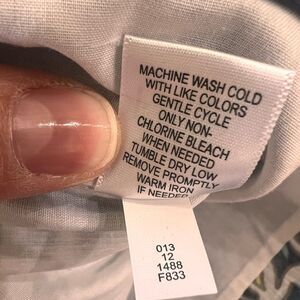 MACHINE WASH COLD
WITH LIKE COLORS
GENTLE CYCLE
ONLY NON-
CHLORINE BLEACH
WHEN NEEDED
TUMBLE DRY LOW
REMOVE PROMPTLY
WARM IRON
IF NEEDED
013
12
1488
F833